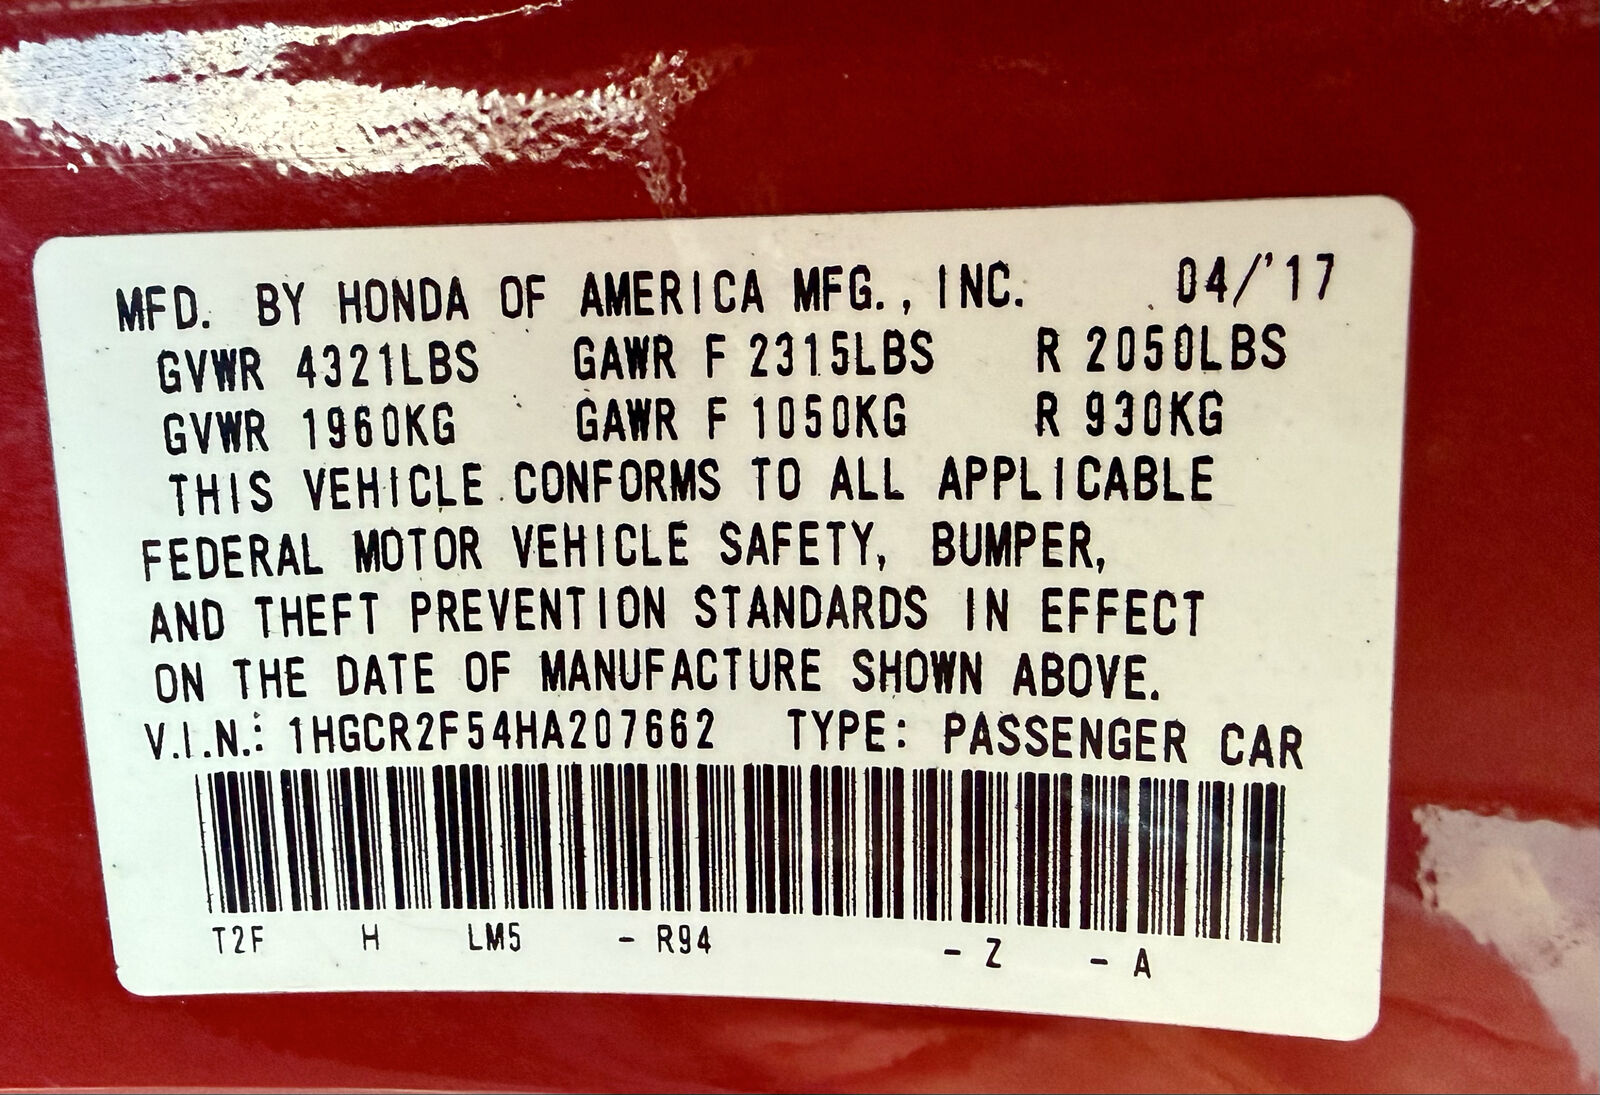 MFD. BY HONDA OF AMERICA MFG., INC. 04/'17
GVWR 4321LBS GAWR F 2315LBS R 2050LBS
GVWR 1960KG GAWR F 1050KG R 930KG
THIS VEHICLE CONFORMS TO ALL APPLICABLE
FEDERAL MOTOR VEHICLE SAFETY, BUMPER,
AND THEFT PREVENTION STANDARDS IN EFFECT
ON THE DATE OF MANUFACTURE SHOWN ABOVE.
V.I.N.: 1HGCR2F54HA207662 TYPE: PASSENGER CAR
T2F H LM5 - R94 - Z - A